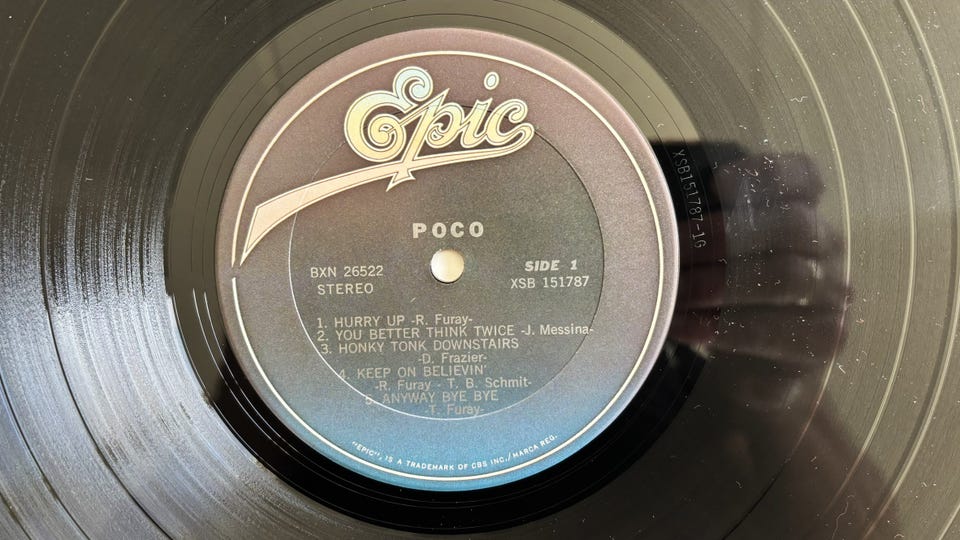 Epic
POCO
BXN 26522
STEREO
SIDE 1
XSB 151787
1. HURRY UP -R. Furay-
2. YOU BETTER THINK TWICE -J. Messina-
3. HONKY TONK DOWNSTAIRS
-D. Frazier-
4. KEEP ON BELIEVIN'
-R. Furay - T. B. Schmit-
5. ANYWAY BYE BYE
-T. Furay-
"EPIC", IS A TRADEMARK OF CBS INC./MARCA REG.
XSB151787-1G